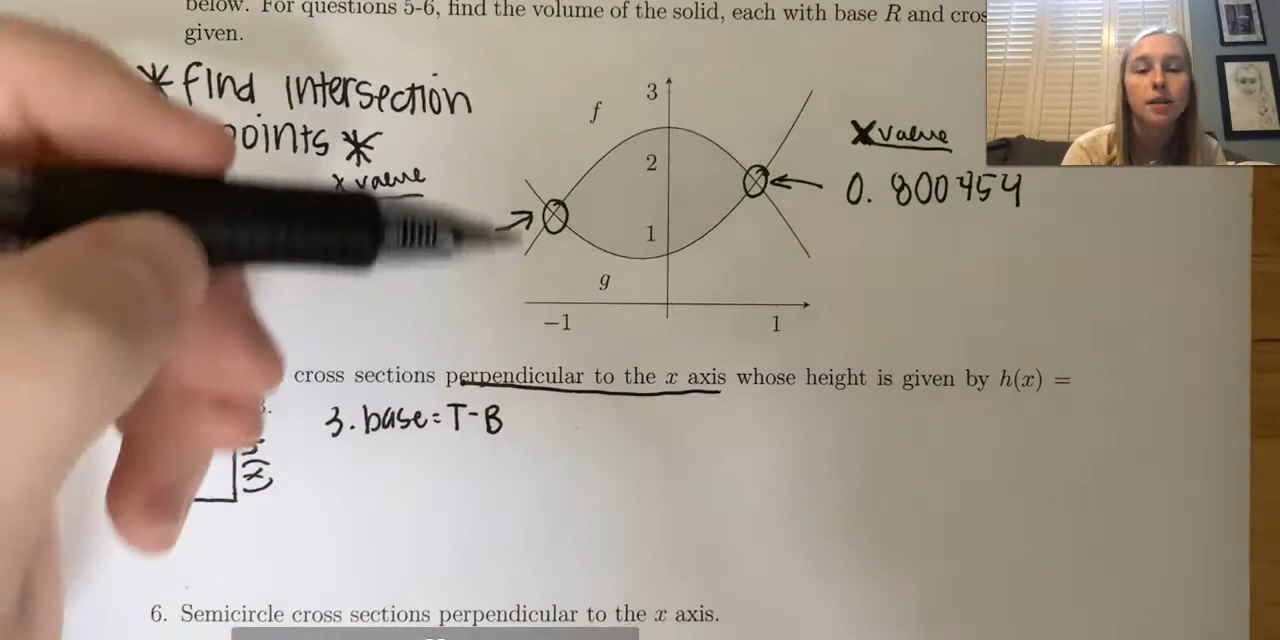 below. For questions 5-6, find the volume of the solid, each with base R and cros
given.
* find intersection
points *
x value
f
3
2
1
g
-1
1
x value
0.800454
cross sections perpendicular to the x axis whose height is given by h(x) =
3. base = T-B
h(x)
6. Semicircle cross sections perpendicular to the x axis.